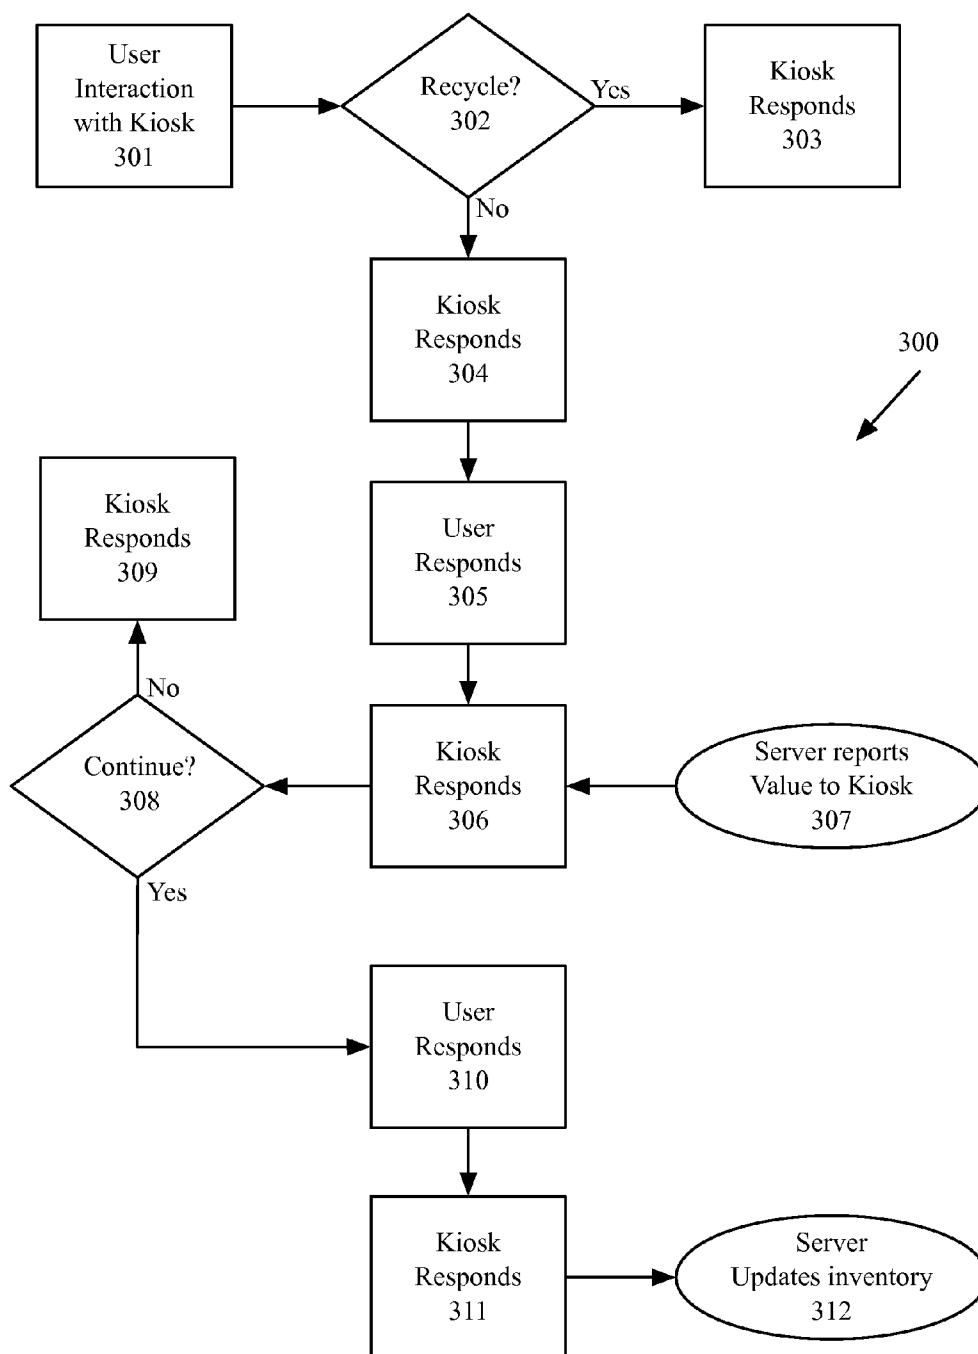 User
Interaction
with Kiosk
301
Recycle?
302
Yes
Kiosk
Responds
303
No
Kiosk
Responds
304
300
Kiosk
Responds
309
User
Responds
305
No
Continue?
308
Kiosk
Responds
306
Server reports
Value to Kiosk
307
Yes
User
Responds
310
Kiosk
Responds
311
Server
Updates inventory
312